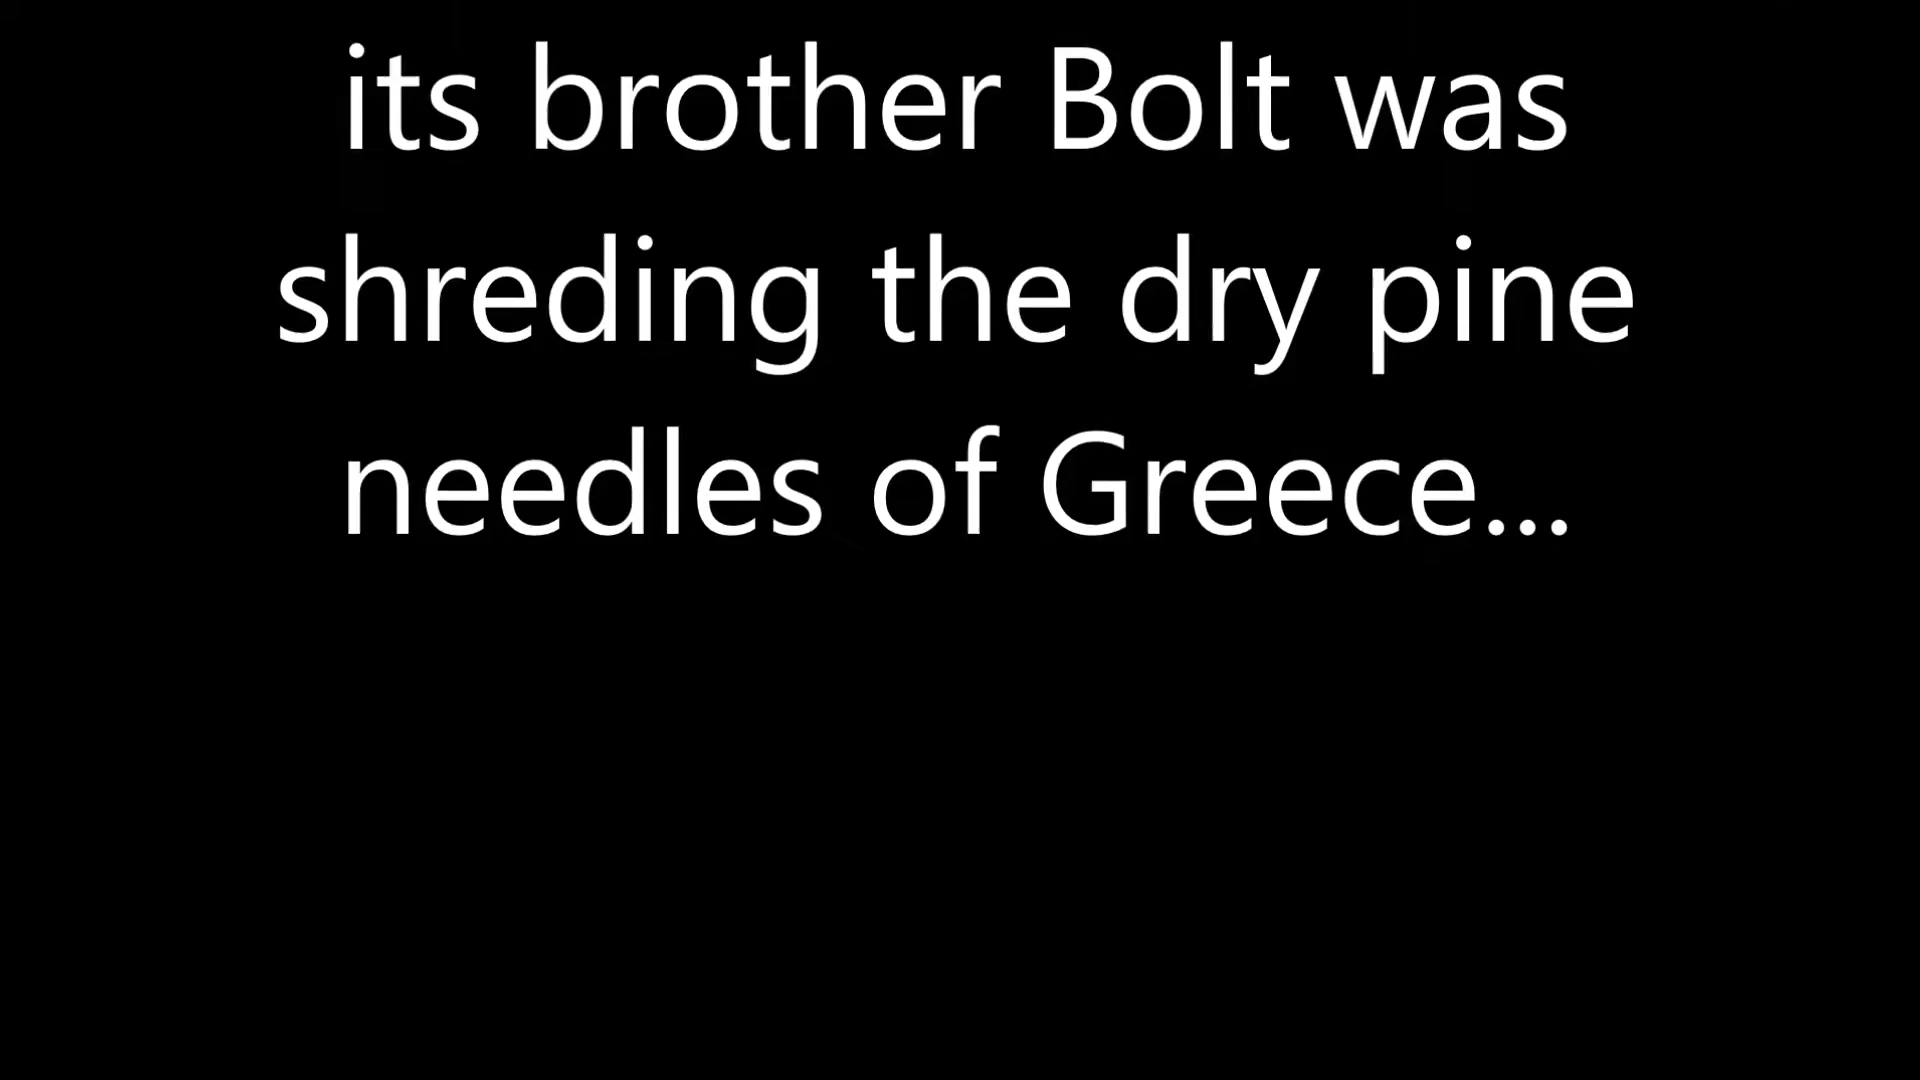 its brother Bolt was
shreding the dry pine
needles of Greece...